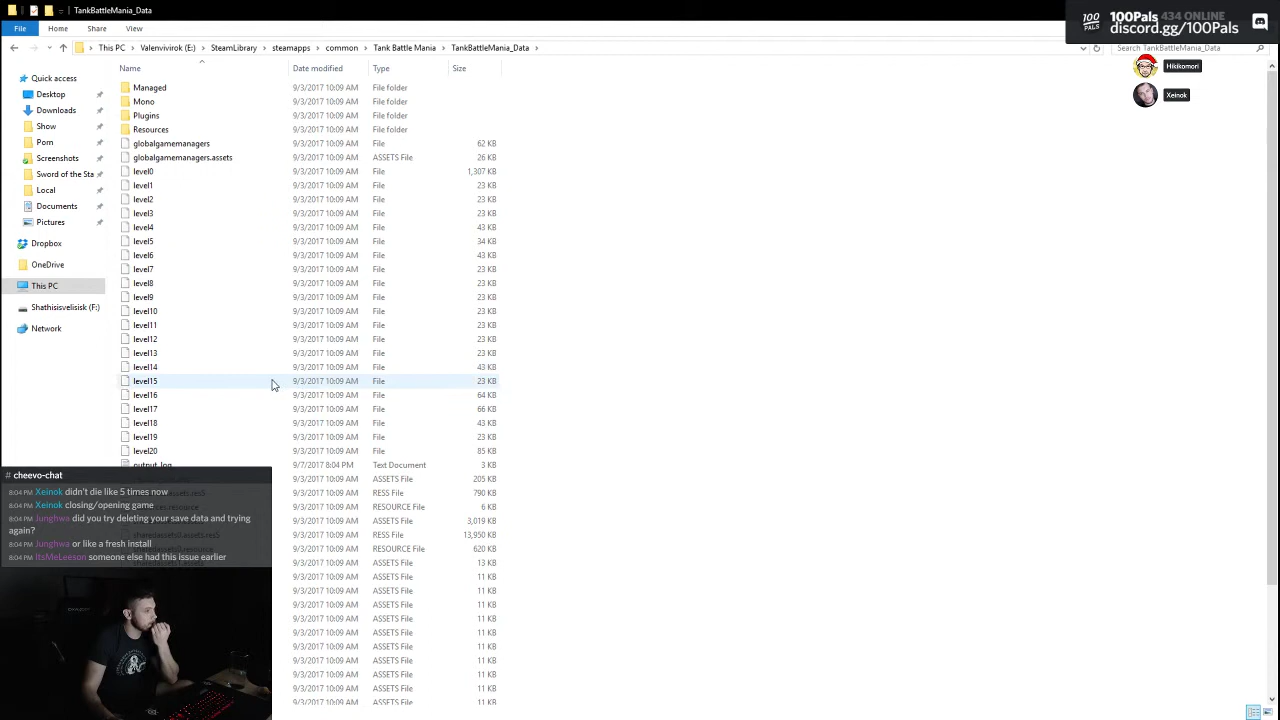 TankBattleMania_Data
File Home Share View
This PC Valenvivirok (E:) SteamLibrary steamapps common Tank Battle Mania TankBattleMania_Data
Search TankBattleMania_Data
100 PALS
100Pals 434 ONLINE
discord.gg/100Pals
Hikikomori
Xeinok
Quick access
Desktop
Downloads
Show
Porn
Screenshots
Sword of the Sta
Local
Documents
Pictures
Dropbox
OneDrive
This PC
Shathisisvelisisk (F:)
Network
Name Date modified Type Size
Managed 9/3/2017 10:09 AM File folder
Mono 9/3/2017 10:09 AM File folder
Plugins 9/3/2017 10:09 AM File folder
Resources 9/3/2017 10:09 AM File folder
globalgamemanagers 9/3/2017 10:09 AM File 62 KB
globalgamemanagers.assets 9/3/2017 10:09 AM ASSETS File 26 KB
level0 9/3/2017 10:09 AM File 1,307 KB
level1 9/3/2017 10:09 AM File 23 KB
level2 9/3/2017 10:09 AM File 23 KB
level3 9/3/2017 10:09 AM File 23 KB
level4 9/3/2017 10:09 AM File 43 KB
level5 9/3/2017 10:09 AM File 34 KB
level6 9/3/2017 10:09 AM File 43 KB
level7 9/3/2017 10:09 AM File 23 KB
level8 9/3/2017 10:09 AM File 23 KB
level9 9/3/2017 10:09 AM File 23 KB
level10 9/3/2017 10:09 AM File 23 KB
level11 9/3/2017 10:09 AM File 23 KB
level12 9/3/2017 10:09 AM File 23 KB
level13 9/3/2017 10:09 AM File 23 KB
level14 9/3/2017 10:09 AM File 43 KB
level15 9/3/2017 10:09 AM File 23 KB
level16 9/3/2017 10:09 AM File 64 KB
level17 9/3/2017 10:09 AM File 66 KB
level18 9/3/2017 10:09 AM File 43 KB
level19 9/3/2017 10:09 AM File 23 KB
level20 9/3/2017 10:09 AM File 85 KB
output_log 9/7/2017 8:04 PM Text Document 3 KB
9/3/2017 10:09 AM ASSETS File 205 KB
9/3/2017 10:09 AM RESS File 790 KB
9/3/2017 10:09 AM RESOURCE File 6 KB
9/3/2017 10:09 AM ASSETS File 3,019 KB
9/3/2017 10:09 AM RESS File 13,950 KB
9/3/2017 10:09 AM RESOURCE File 620 KB
9/3/2017 10:09 AM ASSETS File 13 KB
9/3/2017 10:09 AM ASSETS File 11 KB
9/3/2017 10:09 AM ASSETS File 11 KB
9/3/2017 10:09 AM ASSETS File 11 KB
9/3/2017 10:09 AM ASSETS File 11 KB
9/3/2017 10:09 AM ASSETS File 11 KB
9/3/2017 10:09 AM ASSETS File 11 KB
9/3/2017 10:09 AM ASSETS File 11 KB
9/3/2017 10:09 AM ASSETS File 11 KB
9/3/2017 10:09 AM ASSETS File 11 KB
9/3/2017 10:09 AM ASSETS File 11 KB
# cheevo-chat
8:04 PM Xeinok didn't die like 5 times now
8:04 PM Xeinok closing/opening game
8:04 PM Junghwa did you try deleting your save data and trying
again?
8:04 PM Junghwa or like a fresh install
8:04 PM ItsMeLeeson someone else had this issue earlier